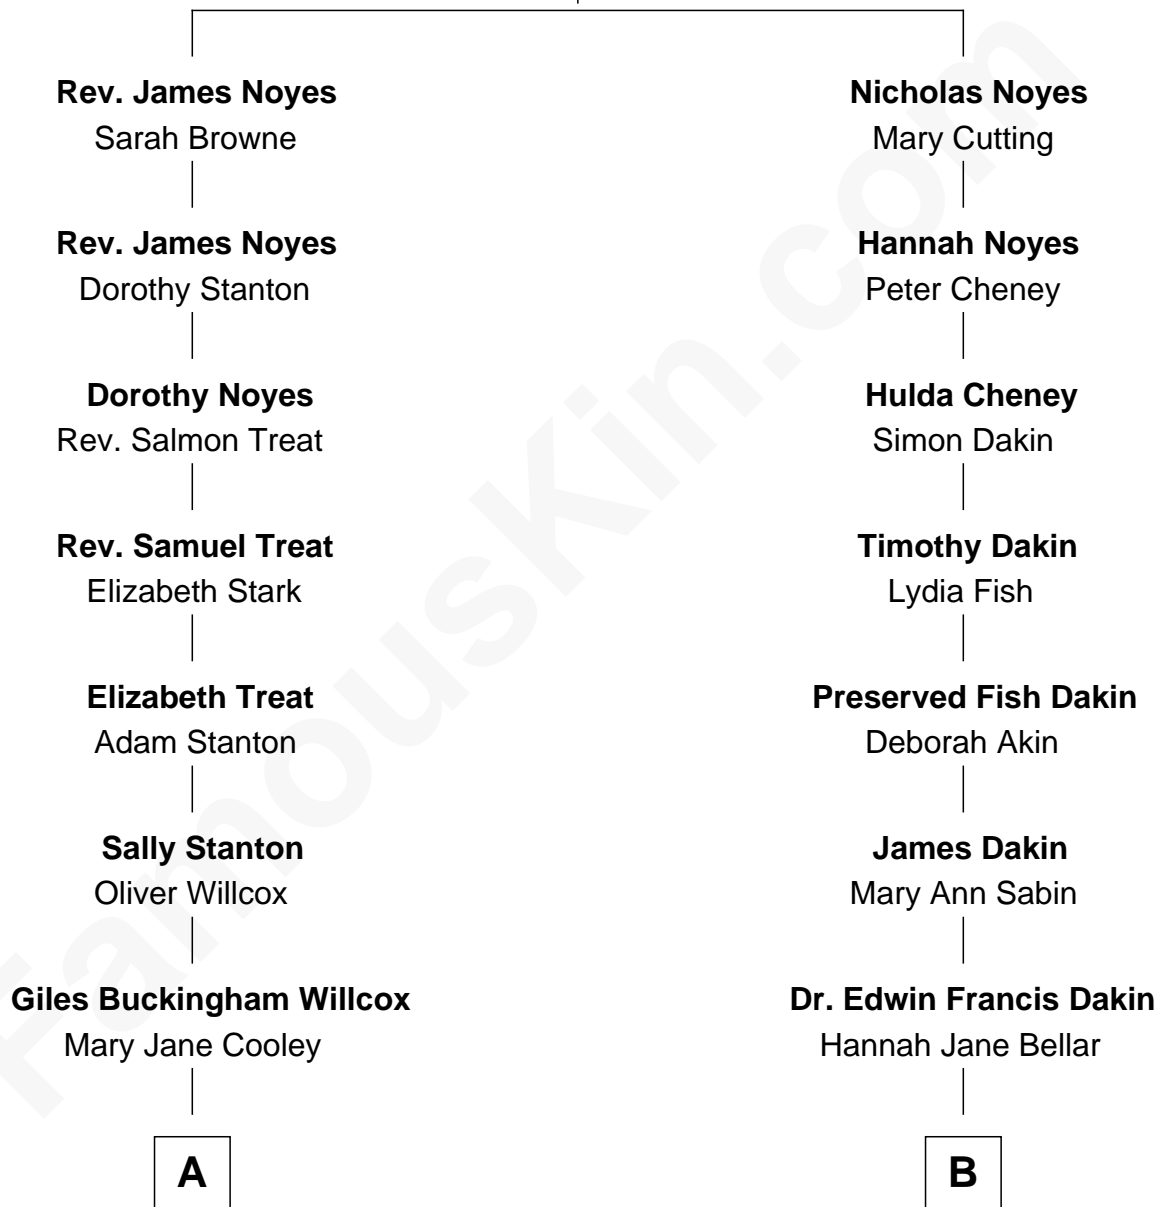 Rev. James Noyes
Sarah Browne
Rev. James Noyes
Dorothy Stanton
Dorothy Noyes
Rev. Salmon Treat
Rev. Samuel Treat
Elizabeth Stark
Elizabeth Treat
Adam Stanton
Sally Stanton
Oliver Willcox
Giles Buckingham Willcox
Mary Jane Cooley
A
Nicholas Noyes
Mary Cutting
Hannah Noyes
Peter Cheney
Hulda Cheney
Simon Dakin
Timothy Dakin
Lydia Fish
Preserved Fish Dakin
Deborah Akin
James Dakin
Mary Ann Sabin
Dr. Edwin Francis Dakin
Hannah Jane Bellar
B
FamousKin.com